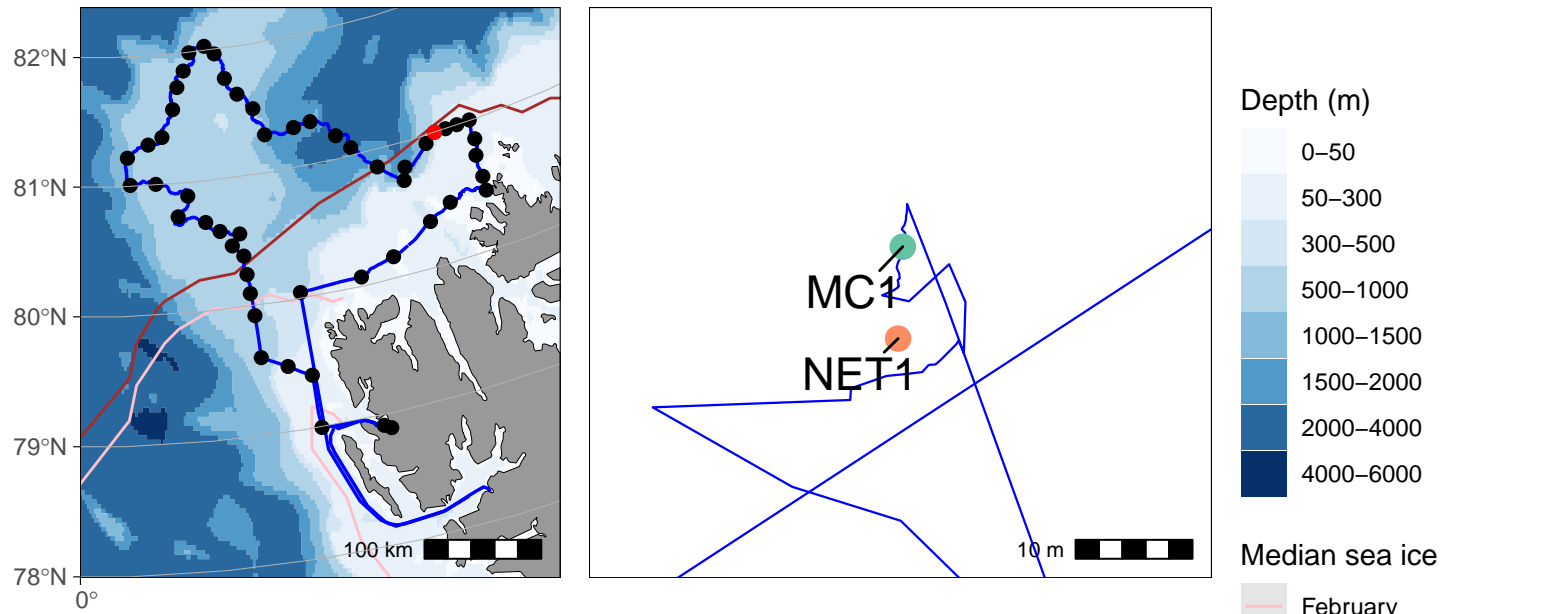 82°N
81°N
80°N
79°N
78°N
0°
100 km
MC1
NET1
10 m
Depth (m)
0–50
50–300
300–500
500–1000
1000–1500
1500–2000
2000–4000
4000–6000
Median sea ice
February